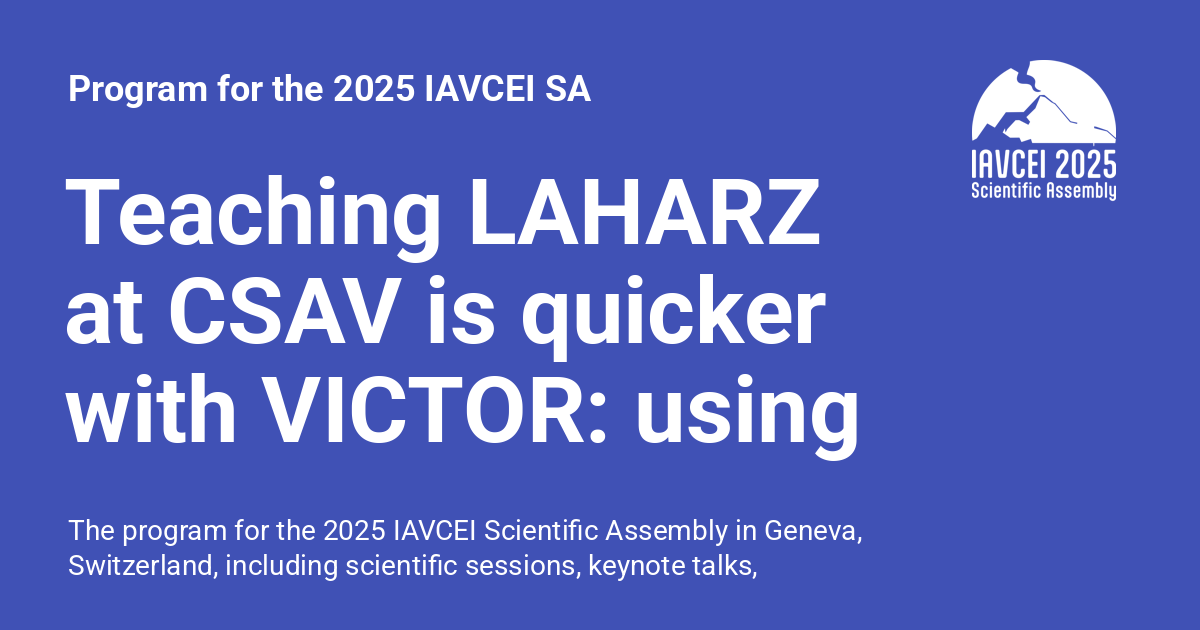 Program for the 2025 IAVCEI SA
IAVCEI 2025
Scientific Assembly
Teaching LAHARZ
at CSAV is quicker
with VICTOR: using
The program for the 2025 IAVCEI Scientific Assembly in Geneva,
Switzerland, including scientific sessions, keynote talks,